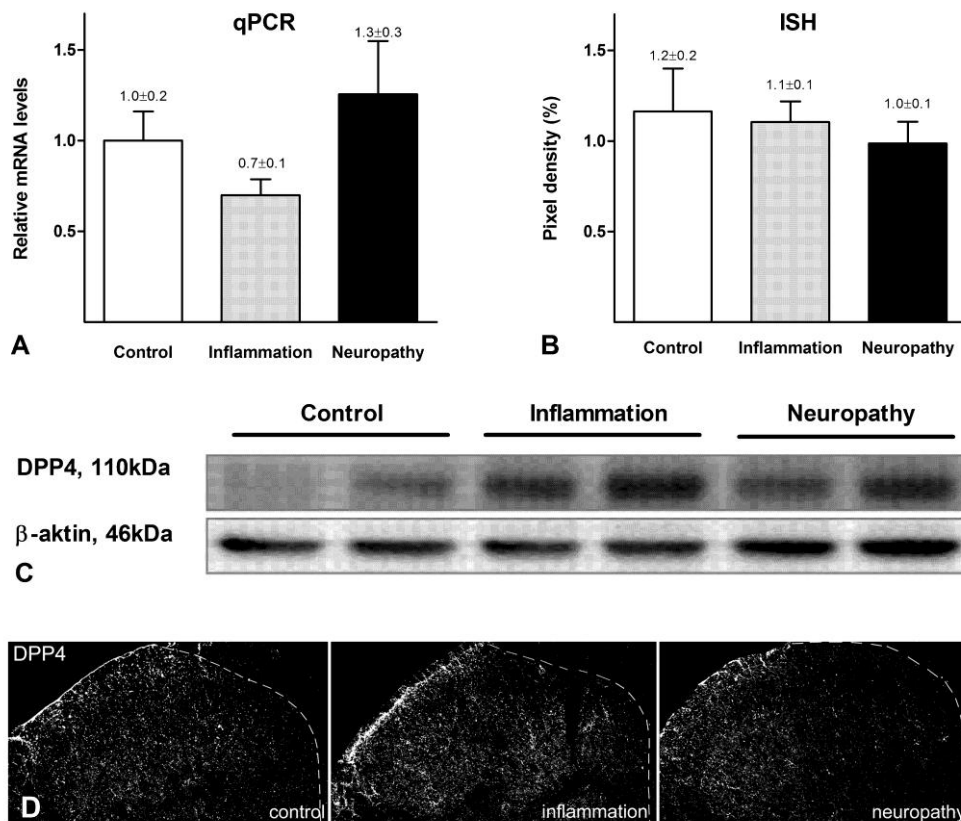 qPCR
Relative mRNA levels
1.5
1.0
0.5
1.0±0.2
0.7±0.1
1.3±0.3
Control Inflammation Neuropathy
A
ISH
Pixel density (%)
1.5
1.0
0.5
1.2±0.2
1.1±0.1
1.0±0.1
Control Inflammation Neuropathy
B
Control Inflammation Neuropathy
DPP4, 110kDa
β-aktin, 46kDa
C
DPP4
D
control
inflammation
neuropathy